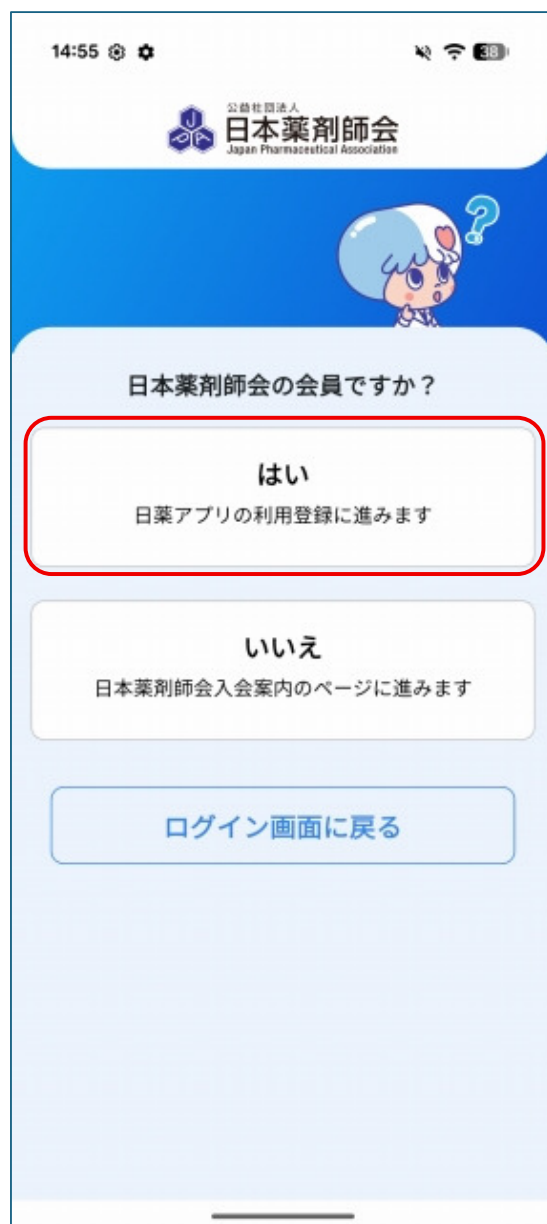 14:55
38
公益社団法人
JPA
日本薬剤師会
Japan Pharmaceutical Association
?
日本薬剤師会の会員ですか？
はい
日薬アプリの利用登録に進みます
いいえ
日本薬剤師会入会案内のページに進みます
ログイン画面に戻る